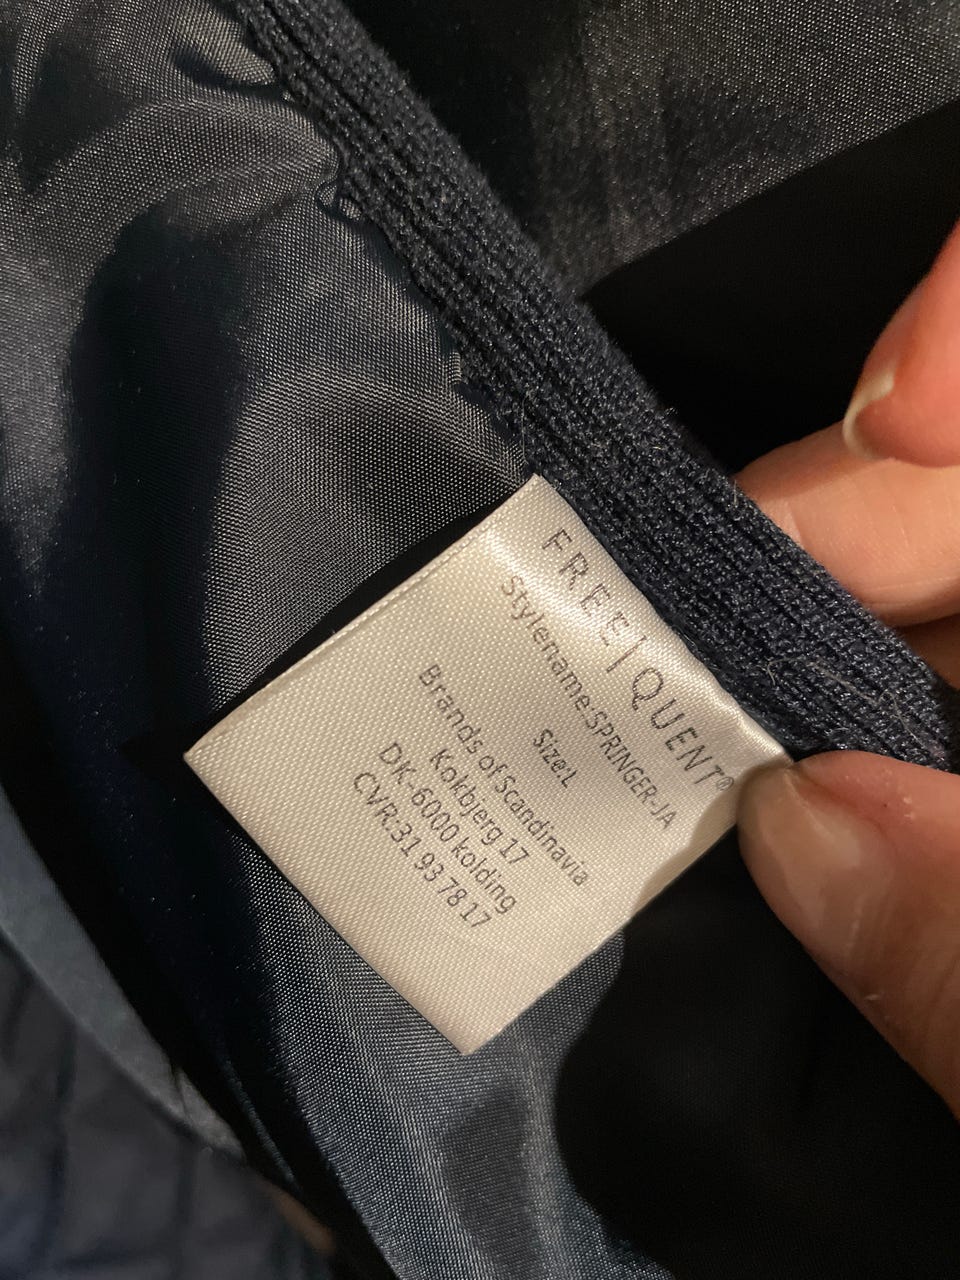 FREE|QUENT®
Stylename:SPRINGER-JA
Size:L
Brands of Scandinavia
Kokbjerg 17
DK-6000 kolding
CVR.31 93 78 17